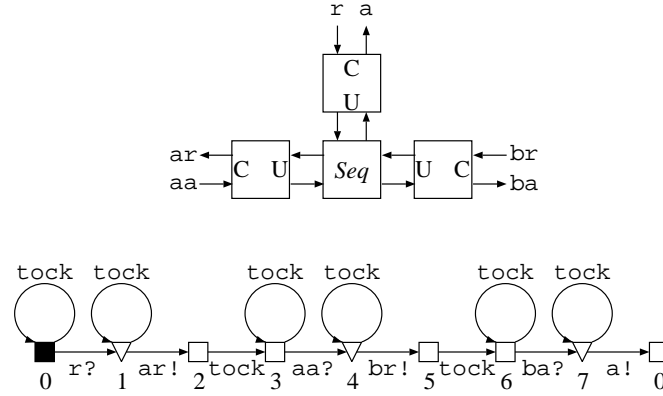 r a
C
U
ar C U Seq U C br
aa ba
tock tock tock tock tock tock
0 r? 1 ar! 2 tock 3 aa? 4 br! 5 tock 6 ba? 7 a! 0